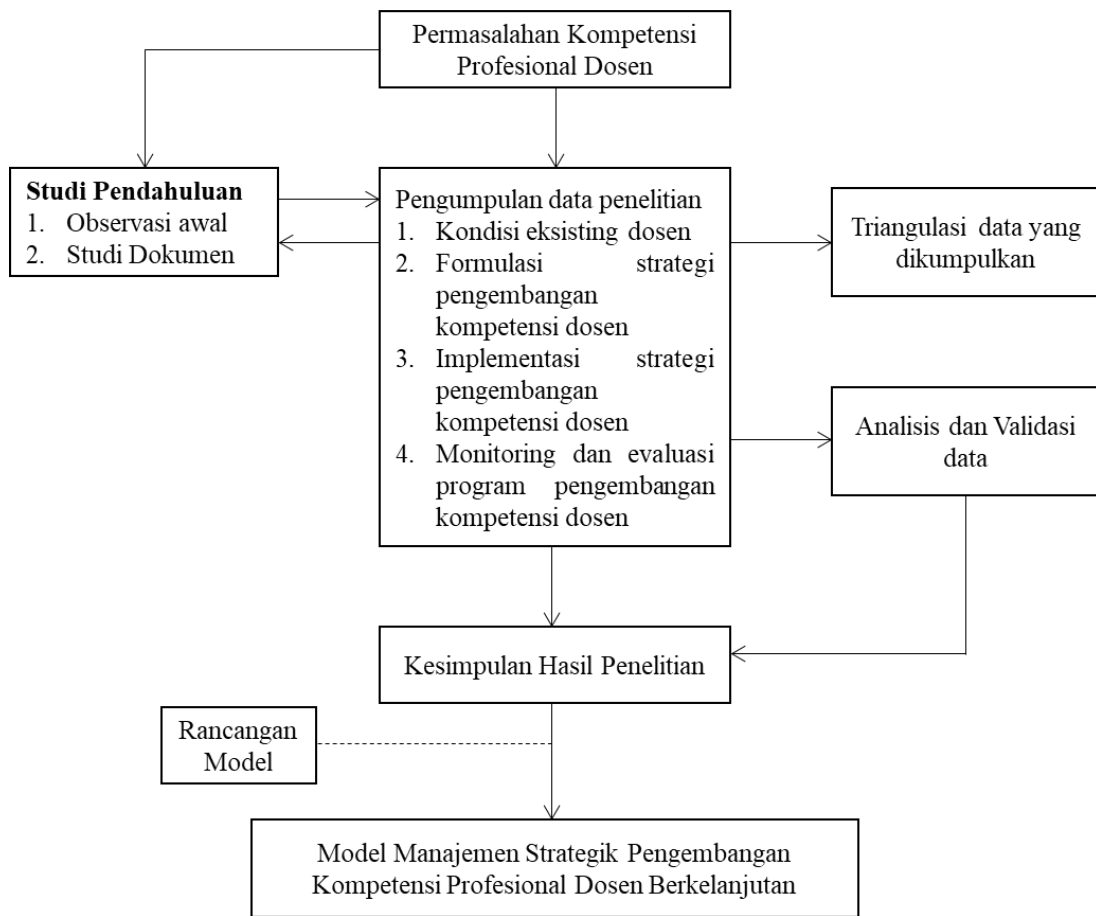 Permasalahan Kompetensi
Profesional Dosen
Studi Pendahuluan
1. Observasi awal
2. Studi Dokumen
Pengumpulan data penelitian
1. Kondisi eksisting dosen
2. Formulasi strategi
pengembangan
kompetensi dosen
3. Implementasi strategi
pengembangan
kompetensi dosen
4. Monitoring dan evaluasi
program pengembangan
kompetensi dosen
Triangulasi data yang
dikumpulkan
Analisis dan Validasi
data
Kesimpulan Hasil Penelitian
Rancangan
Model
Model Manajemen Strategik Pengembangan
Kompetensi Profesional Dosen Berkelanjutan